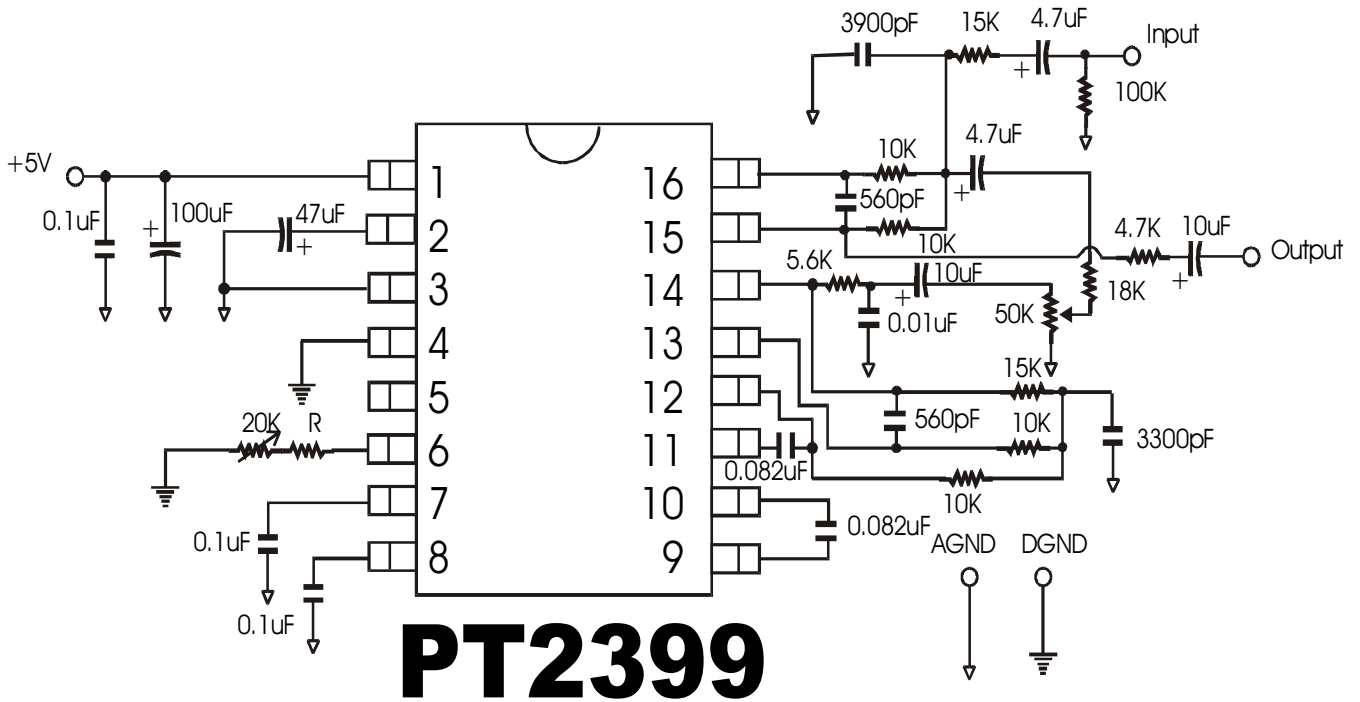 3900pF
15K
4.7uF
Input
100K
+5V
0.1uF
+
100uF
47uF
+
1
2
3
4
5
6
7
8
16
15
14
13
12
11
10
9
+
10K
4.7uF
560pF
+
10K
4.7K
10uF
Output
+
5.6K
10uF
+
0.01uF
50K
18K
15K
560pF
10K
3300pF
0.082uF
10K
20K
R
0.1uF
0.082uF
0.1uF
AGND
DGND
PT2399